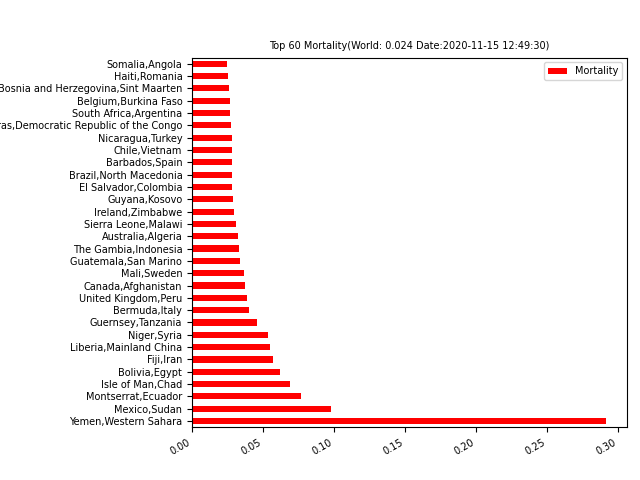 Top 60 Mortality(World: 0.024 Date:2020-11-15 12:49:30)
Mortality
Somalia,Angola
Haiti,Romania
Bosnia and Herzegovina,Sint Maarten
Belgium,Burkina Faso
South Africa,Argentina
ras,Democratic Republic of the Congo
Nicaragua,Turkey
Chile,Vietnam
Barbados,Spain
Brazil,North Macedonia
El Salvador,Colombia
Guyana,Kosovo
Ireland,Zimbabwe
Sierra Leone,Malawi
Australia,Algeria
The Gambia,Indonesia
Guatemala,San Marino
Mali,Sweden
Canada,Afghanistan
United Kingdom,Peru
Bermuda,Italy
Guernsey,Tanzania
Niger,Syria
Liberia,Mainland China
Fiji,Iran
Bolivia,Egypt
Isle of Man,Chad
Montserrat,Ecuador
Mexico,Sudan
Yemen,Western Sahara
0.00 0.05 0.10 0.15 0.20 0.25 0.30